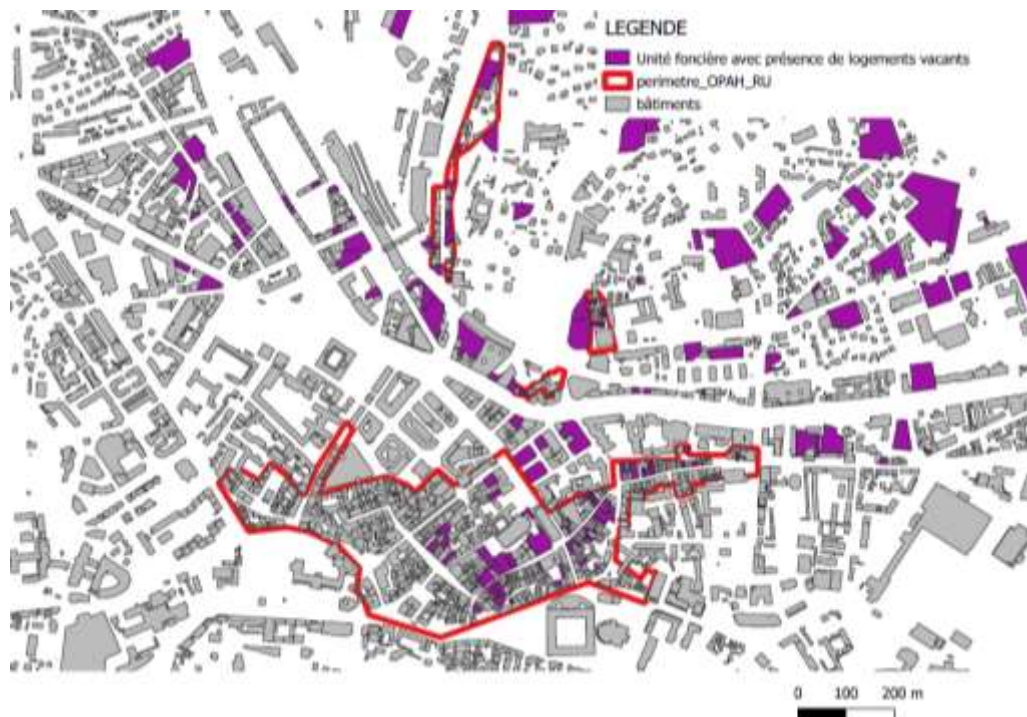 LEGENDE
Unité foncière avec présence de logements vacants
perimetre_OPAH_RU
bâtiments
0 100 200 m